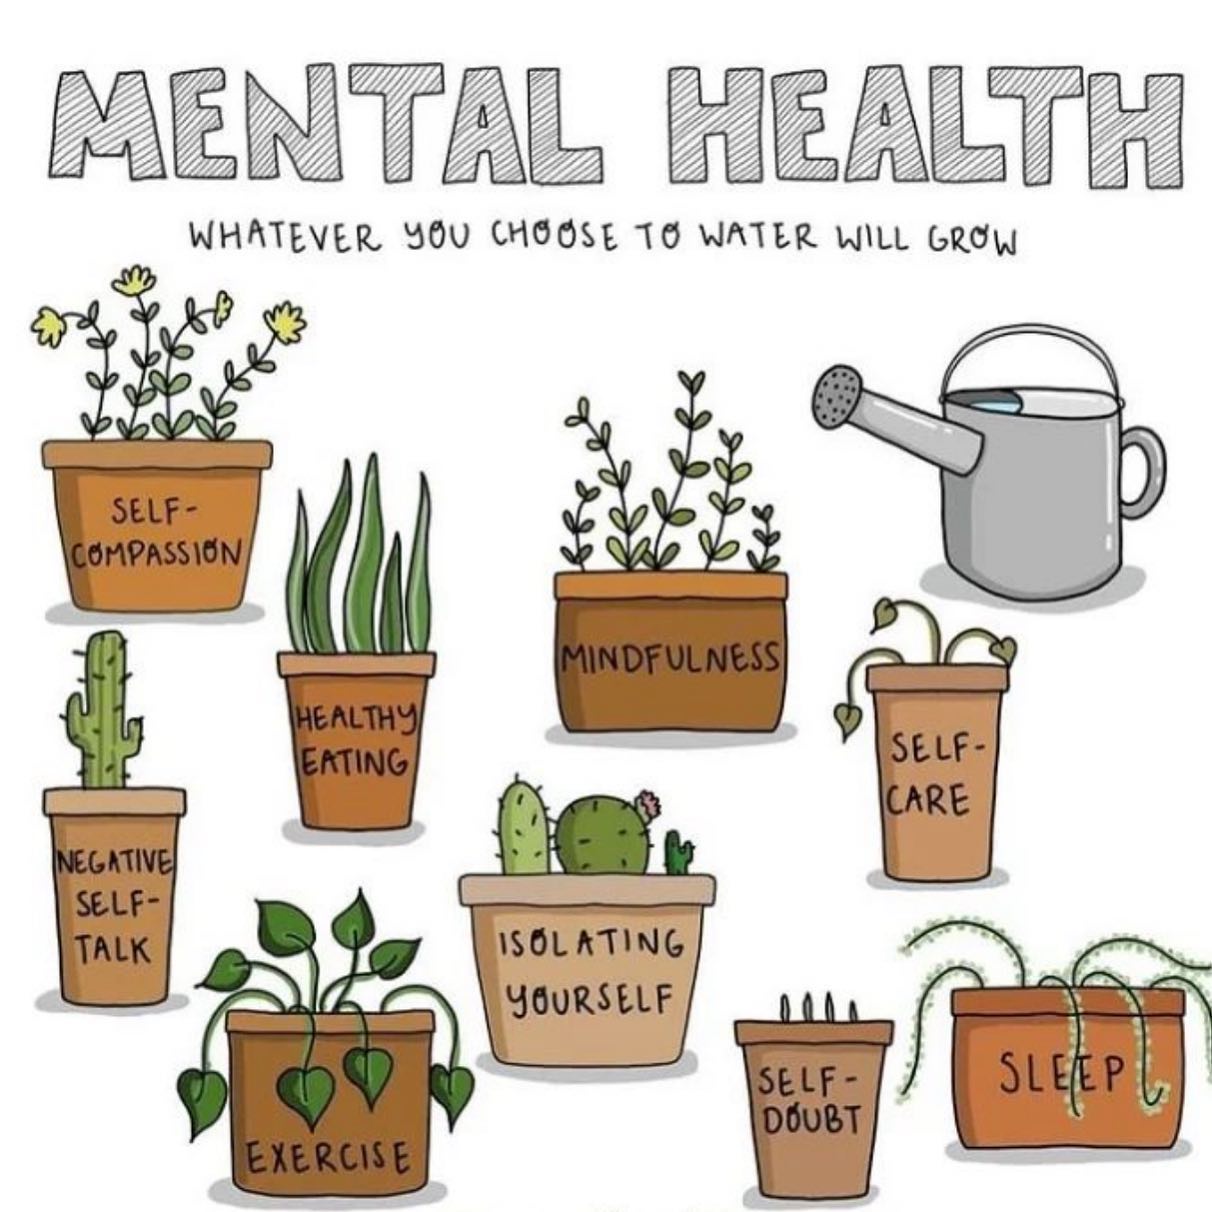 MENTAL HEALTH
WHATEVER YOU CHOOSE TO WATER WILL GROW
SELF-
COMPASSION
HEALTHY
EATING
MINDFULNESS
SELF-
CARE
NEGATIVE
SELF-
TALK
ISOLATING
YOURSELF
EXERCISE
SELF-
DOUBT
SLEEP